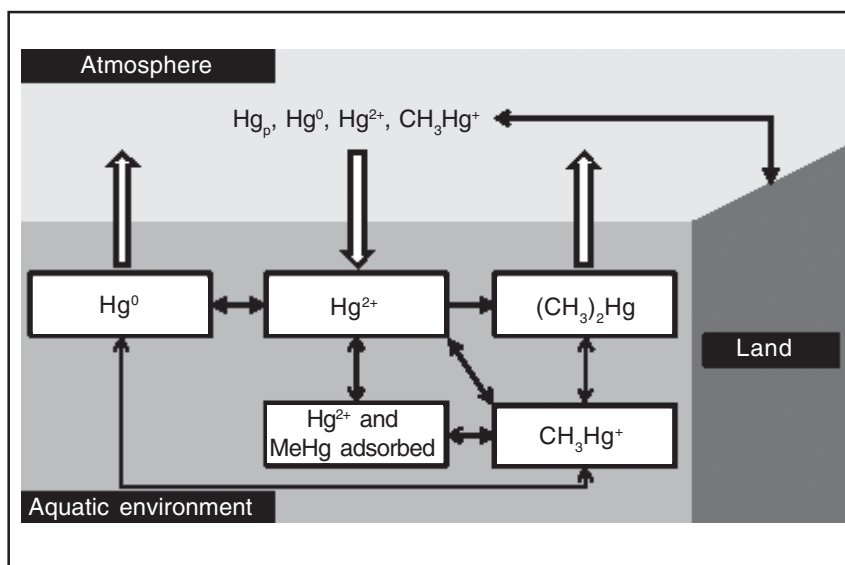 Atmosphere
Hgₚ, Hg⁰, Hg²⁺, CH₃Hg⁺
Hg⁰
Hg²⁺
(CH₃)₂Hg
Land
Hg²⁺ and
MeHg adsorbed
CH₃Hg⁺
Aquatic environment